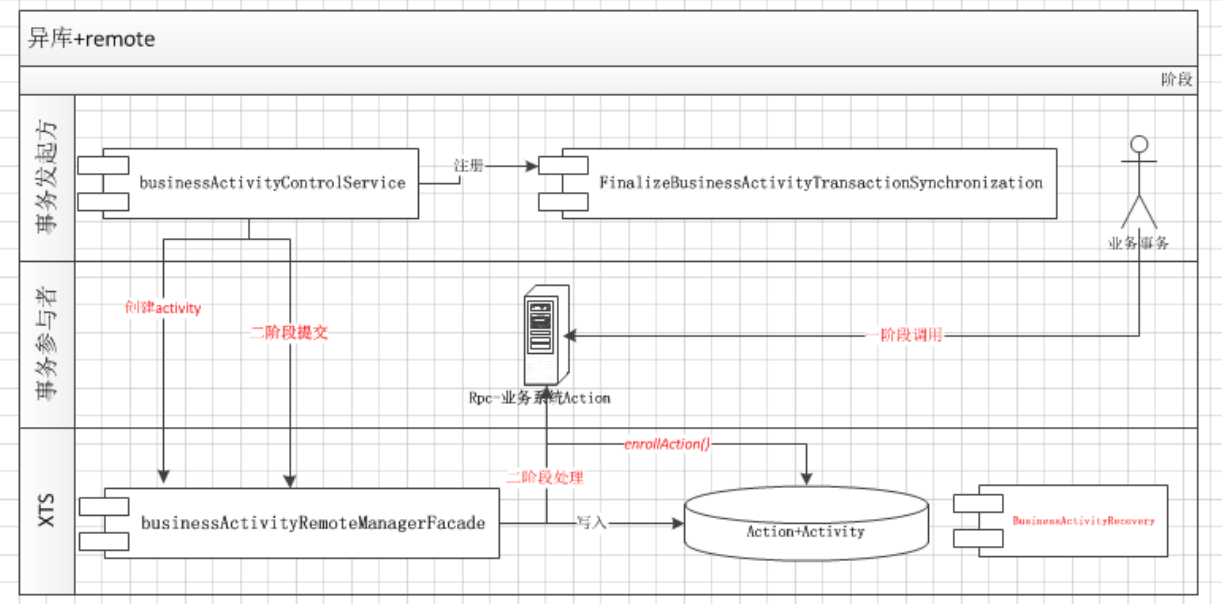 异库+remote
阶段
事务发起方
businessActivityControlService
注册
FinalizeBusinessActivityTransactionSynchronization
业务事务
事务参与者
创建activity
二阶段提交
一阶段调用
Rpc-业务系统Action
XTS
enrollAction()
二阶段处理
businessActivityRemoteManagerFacade
写入
Action+Activity
BusinessActivityRecovery